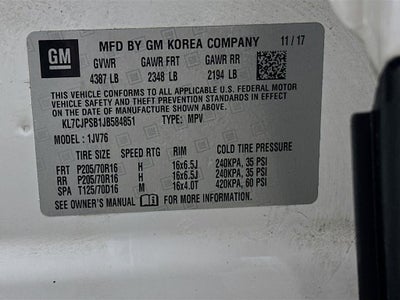 GM
MFD BY GM KOREA COMPANY 11/17
GVWR GAWR FRT GAWR RR
4387 LB 2348 LB 2194 LB
THIS VEHICLE CONFORMS TO ALL APPLICABLE U.S. FEDERAL MOTOR
VEHICLE SAFETY, BUMPER, AND THEFT PREVENTION STANDARDS IN
EFFECT ON THE DATE OF MANUFACTURE SHOWN ABOVE.
KL7CJPSB1JB584851 TYPE: MPV
MODEL: 1JV76
TIRE SIZE SPEED RTG RIM COLD TIRE PRESSURE
FRT P205/70R16 H 16x6.5J 240KPA, 35 PSI
RR P205/70R16 H 16x6.5J 240KPA, 35 PSI
SPA T125/70D16 M 16x4.0T 420KPA, 60 PSI
SEE OWNER'S MANUAL FOR MORE INFORMATION.